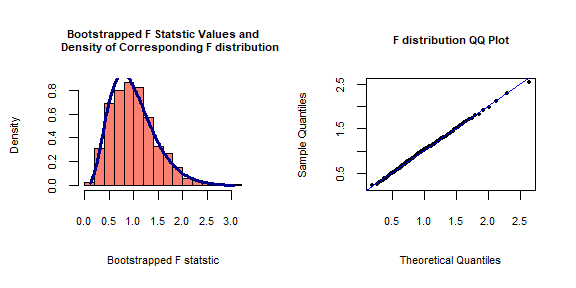 Bootstrapped F Statstic Values and
Density of Corresponding F distribution
Density
0.0 0.2 0.4 0.6 0.8
0.0 0.5 1.0 1.5 2.0 2.5 3.0
Bootstrapped F statstic
F distribution QQ Plot
Sample Quantiles
0.5 1.5 2.5
0.5 1.0 1.5 2.0 2.5
Theoretical Quantiles